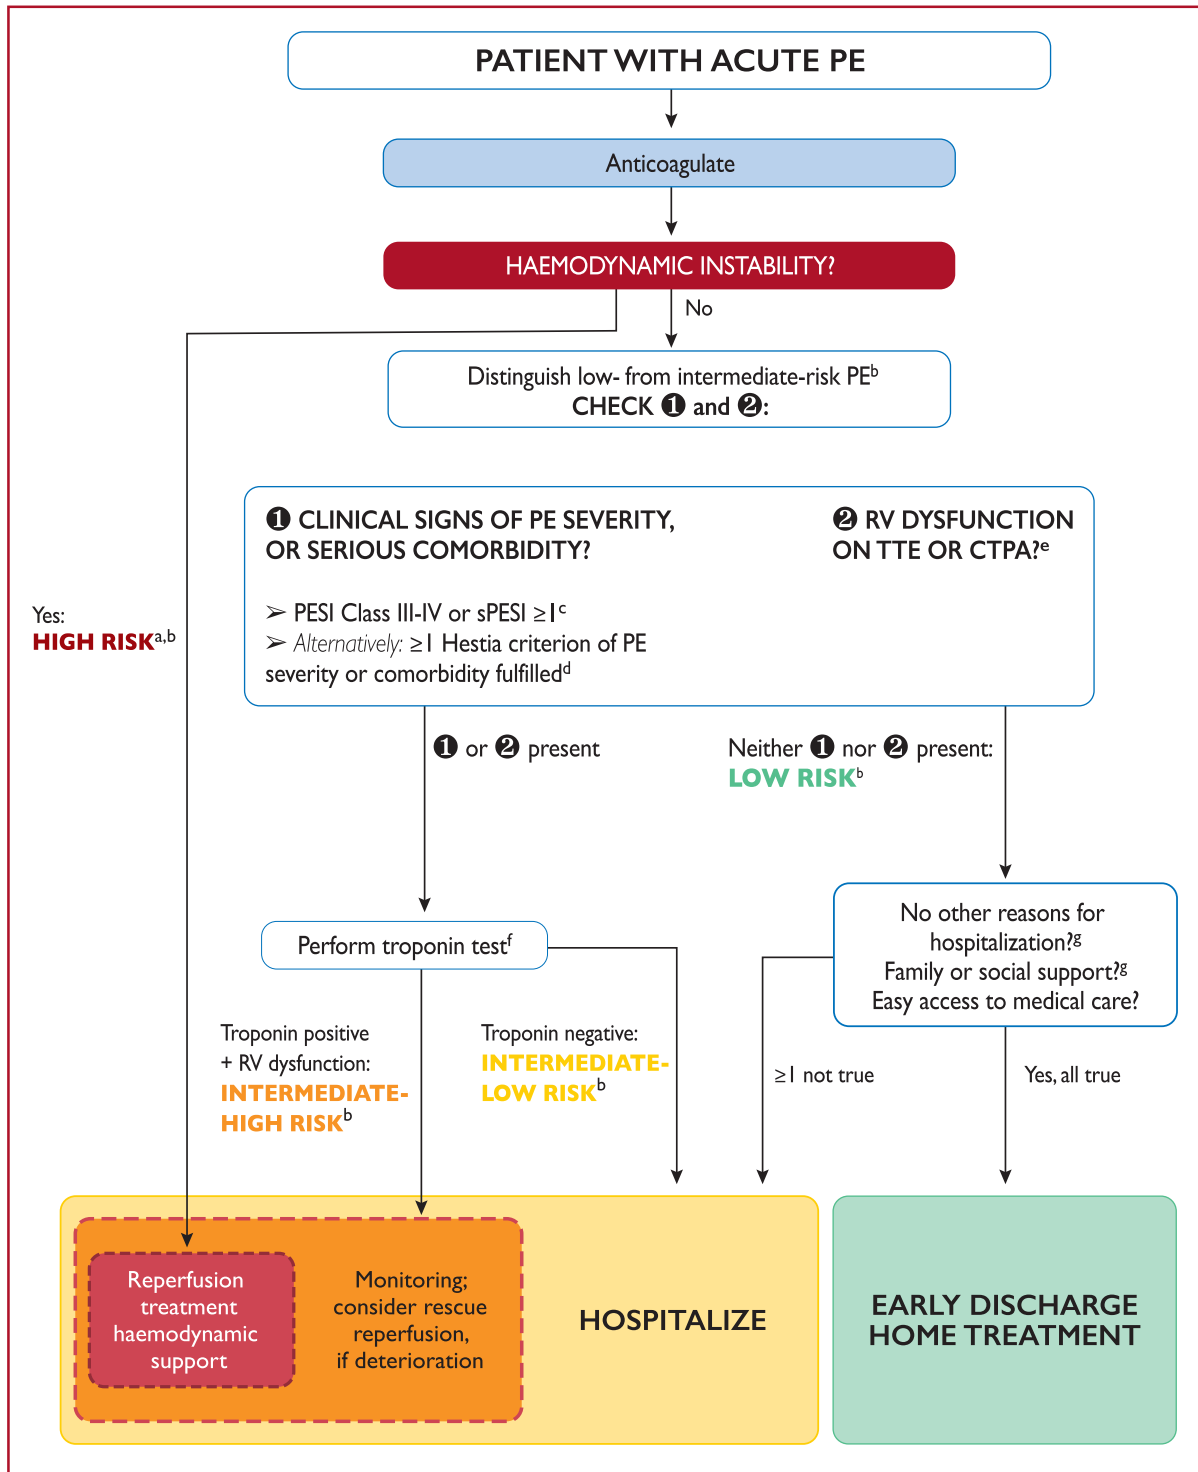 PATIENT WITH ACUTE PE
Anticoagulate
HAEMODYNAMIC INSTABILITY?
No
Distinguish low- from intermediate-risk PEᵇ
CHECK ❶ and ❷:
❶ CLINICAL SIGNS OF PE SEVERITY,
OR SERIOUS COMORBIDITY?
➢ PESI Class III-IV or sPESI ≥1ᶜ
➢ Alternatively: ≥1 Hestia criterion of PE
severity or comorbidity fulfilledᵈ
❷ RV DYSFUNCTION
ON TTE OR CTPA?ᵉ
Yes:
HIGH RISKᵃ,ᵇ
❶ or ❷ present
Neither ❶ nor ❷ present:
LOW RISKᵇ
Perform troponin testᶠ
No other reasons for
hospitalization?ᵍ
Family or social support?ᵍ
Easy access to medical care?
Troponin positive
+ RV dysfunction:
INTERMEDIATE-
HIGH RISKᵇ
Troponin negative:
INTERMEDIATE-
LOW RISKᵇ
≥1 not true
Yes, all true
Reperfusion
treatment
haemodynamic
support
Monitoring;
consider rescue
reperfusion,
if deterioration
HOSPITALIZE
EARLY DISCHARGE
HOME TREATMENT